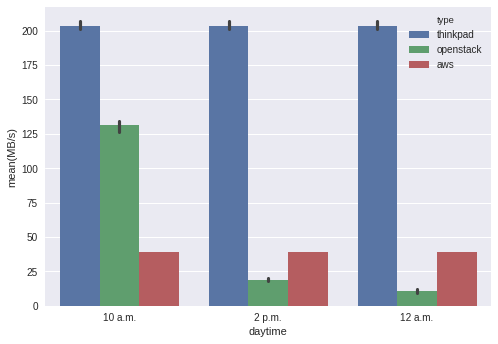 type
thinkpad
openstack
aws
mean(MB/s)
200
175
150
125
100
75
50
25
0
10 a.m.
2 p.m.
12 a.m.
daytime